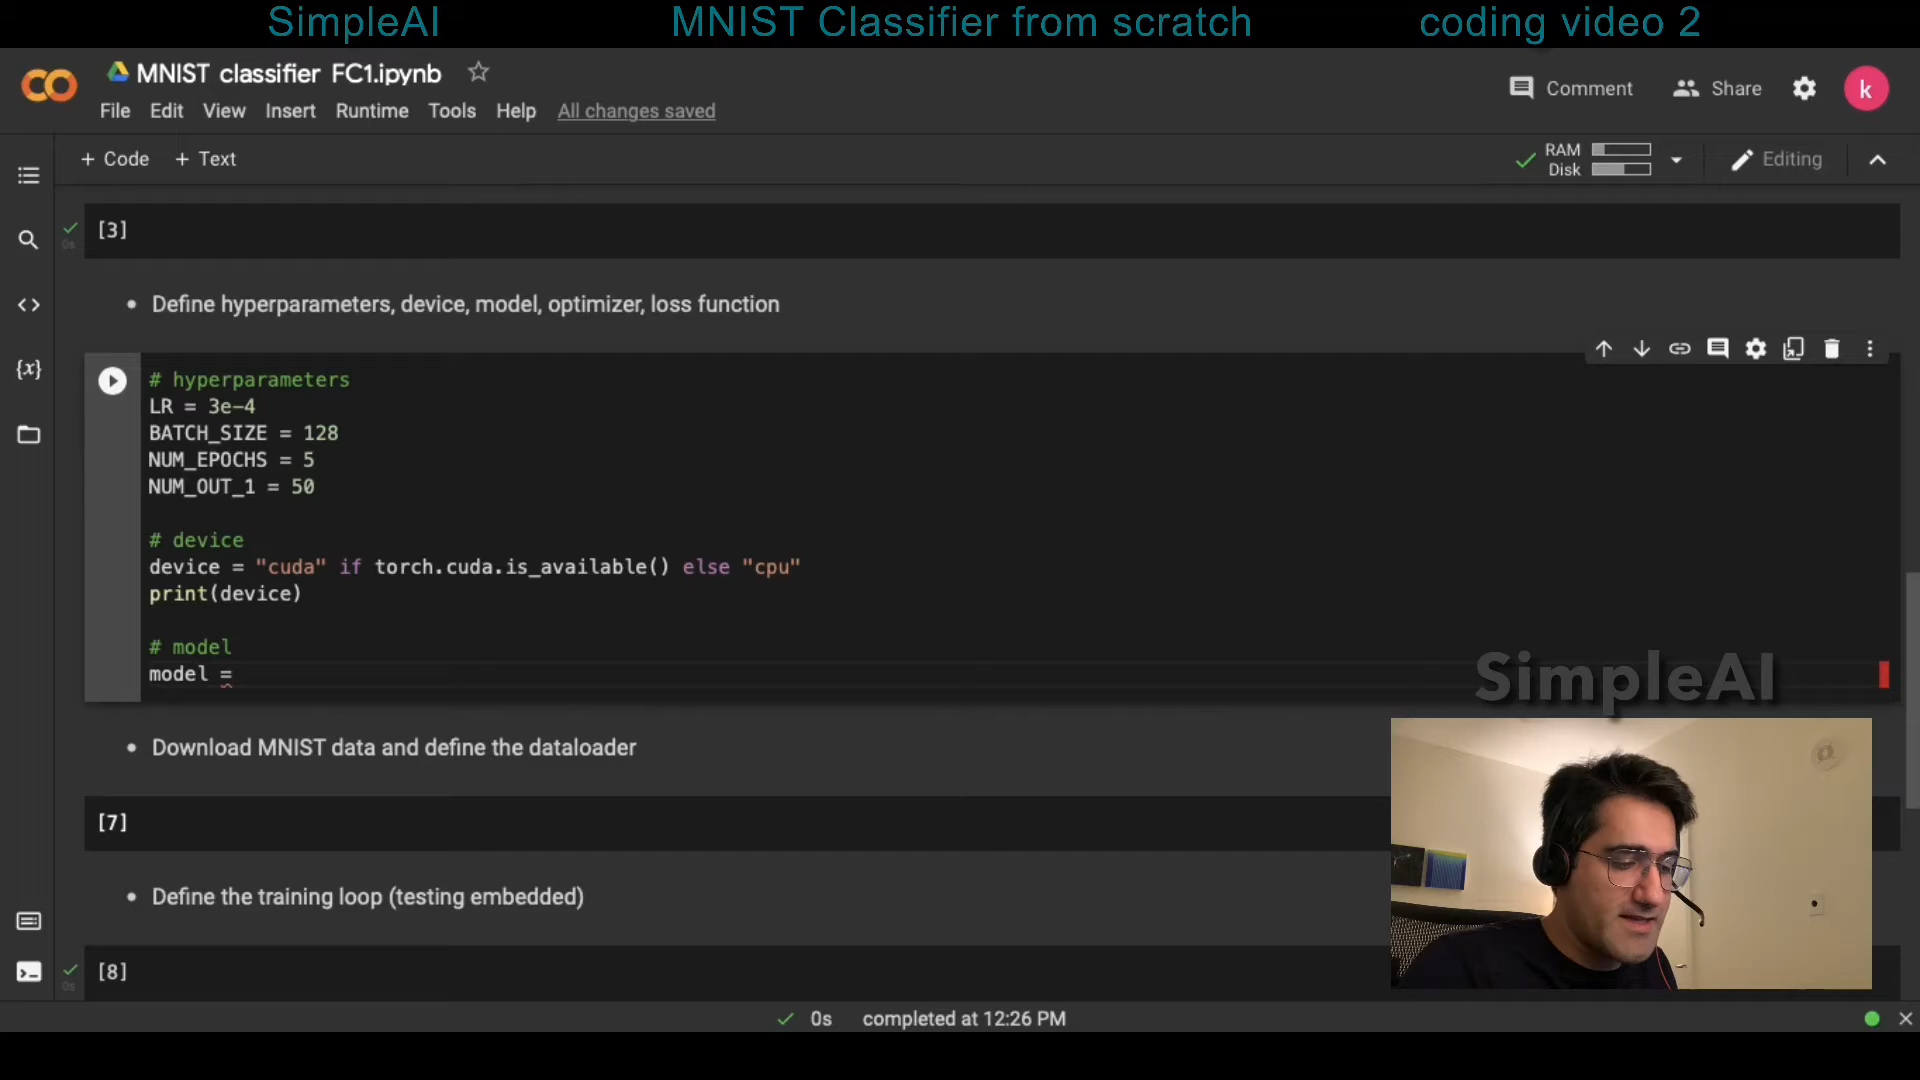 SimpleAI MNIST Classifier from scratch coding video 2
MNIST classifier FC1.ipynb
Comment Share k
File Edit View Insert Runtime Tools Help All changes saved
+ Code + Text
RAM
Disk
Editing
[3]
0s
• Define hyperparameters, device, model, optimizer, loss function
# hyperparameters
LR = 3e-4
BATCH_SIZE = 128
NUM_EPOCHS = 5
NUM_OUT_1 = 50
# device
device = "cuda" if torch.cuda.is_available() else "cpu"
print(device)
# model
model =
SimpleAI
• Download MNIST data and define the dataloader
[7]
• Define the training loop (testing embedded)
[8]
0s
0s completed at 12:26 PM